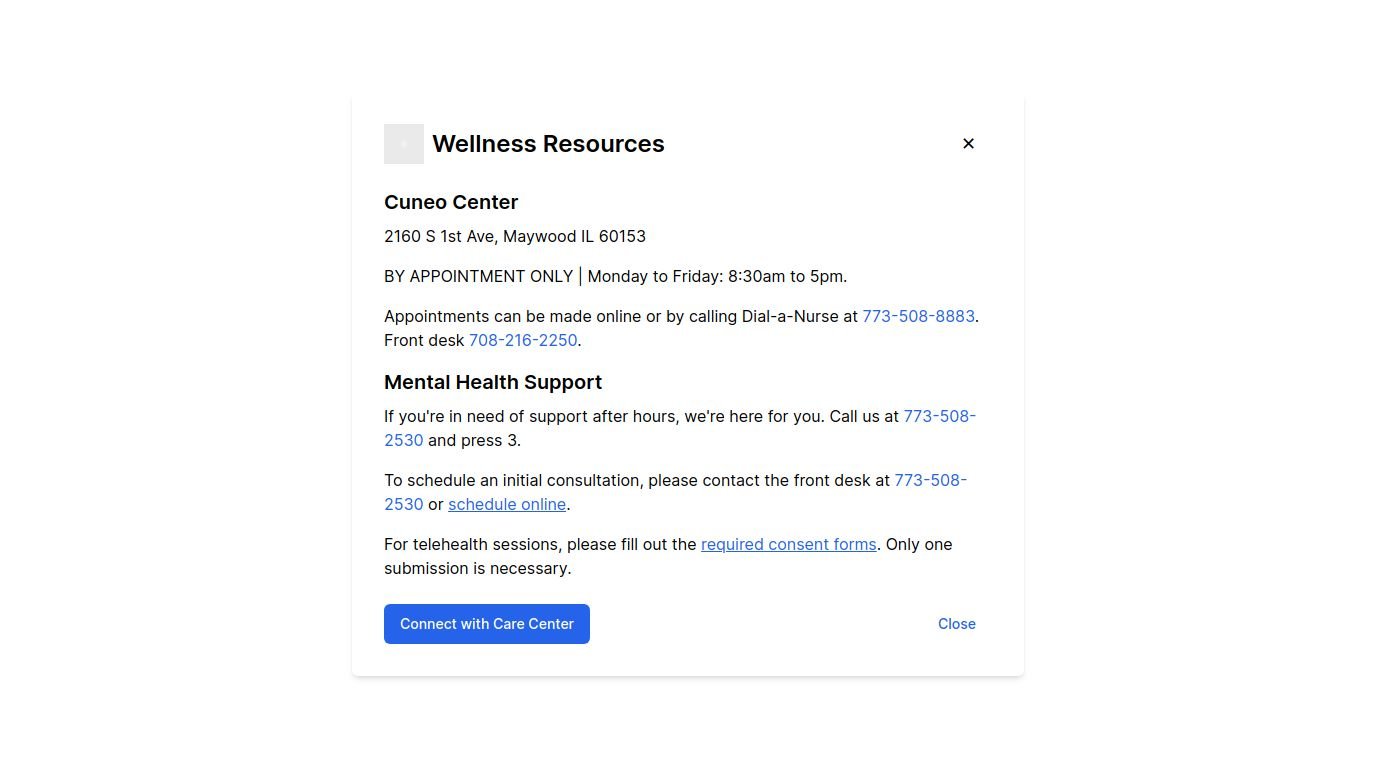 Wellness Resources
✕
Cuneo Center
2160 S 1st Ave, Maywood IL 60153
BY APPOINTMENT ONLY | Monday to Friday: 8:30am to 5pm.
Appointments can be made online or by calling Dial-a-Nurse at 773-508-8883.
Front desk 708-216-2250.
Mental Health Support
If you're in need of support after hours, we're here for you. Call us at 773-508-
2530 and press 3.
To schedule an initial consultation, please contact the front desk at 773-508-
2530 or schedule online.
For telehealth sessions, please fill out the required consent forms. Only one
submission is necessary.
Connect with Care Center
Close